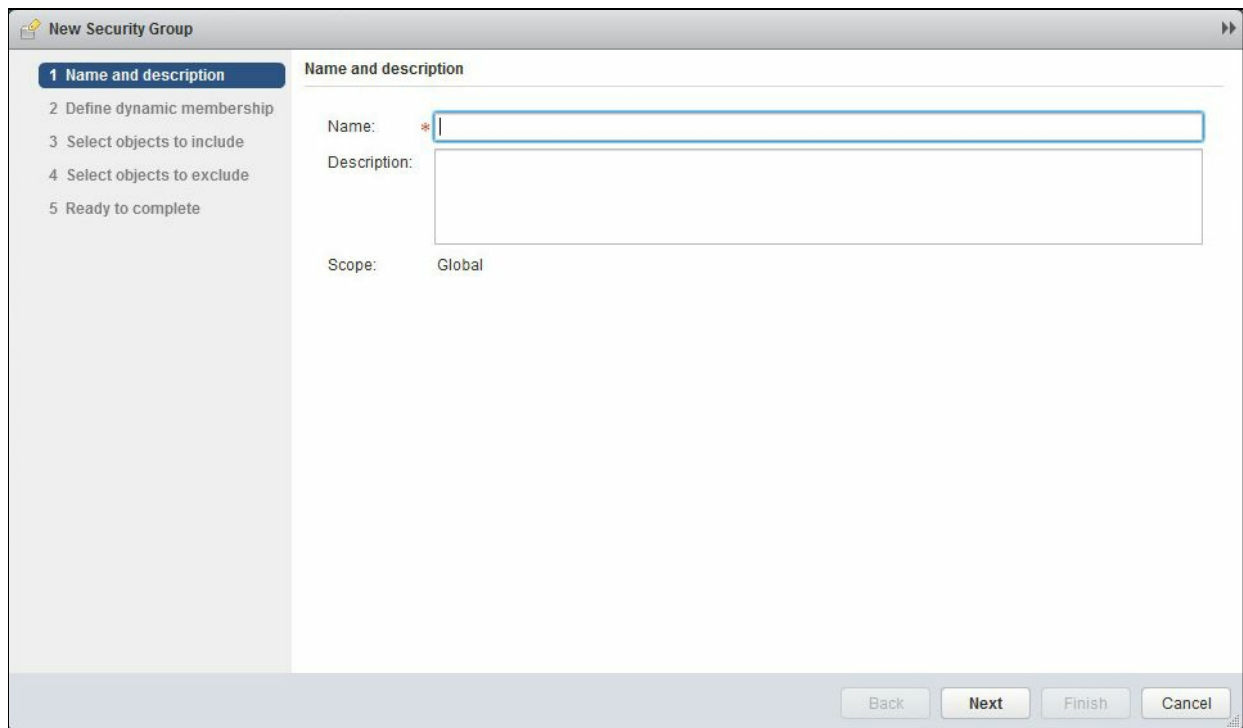 New Security Group
1 Name and description
2 Define dynamic membership
3 Select objects to include
4 Select objects to exclude
5 Ready to complete
Name and description
Name: *
Description:
Scope: Global
Back Next Finish Cancel